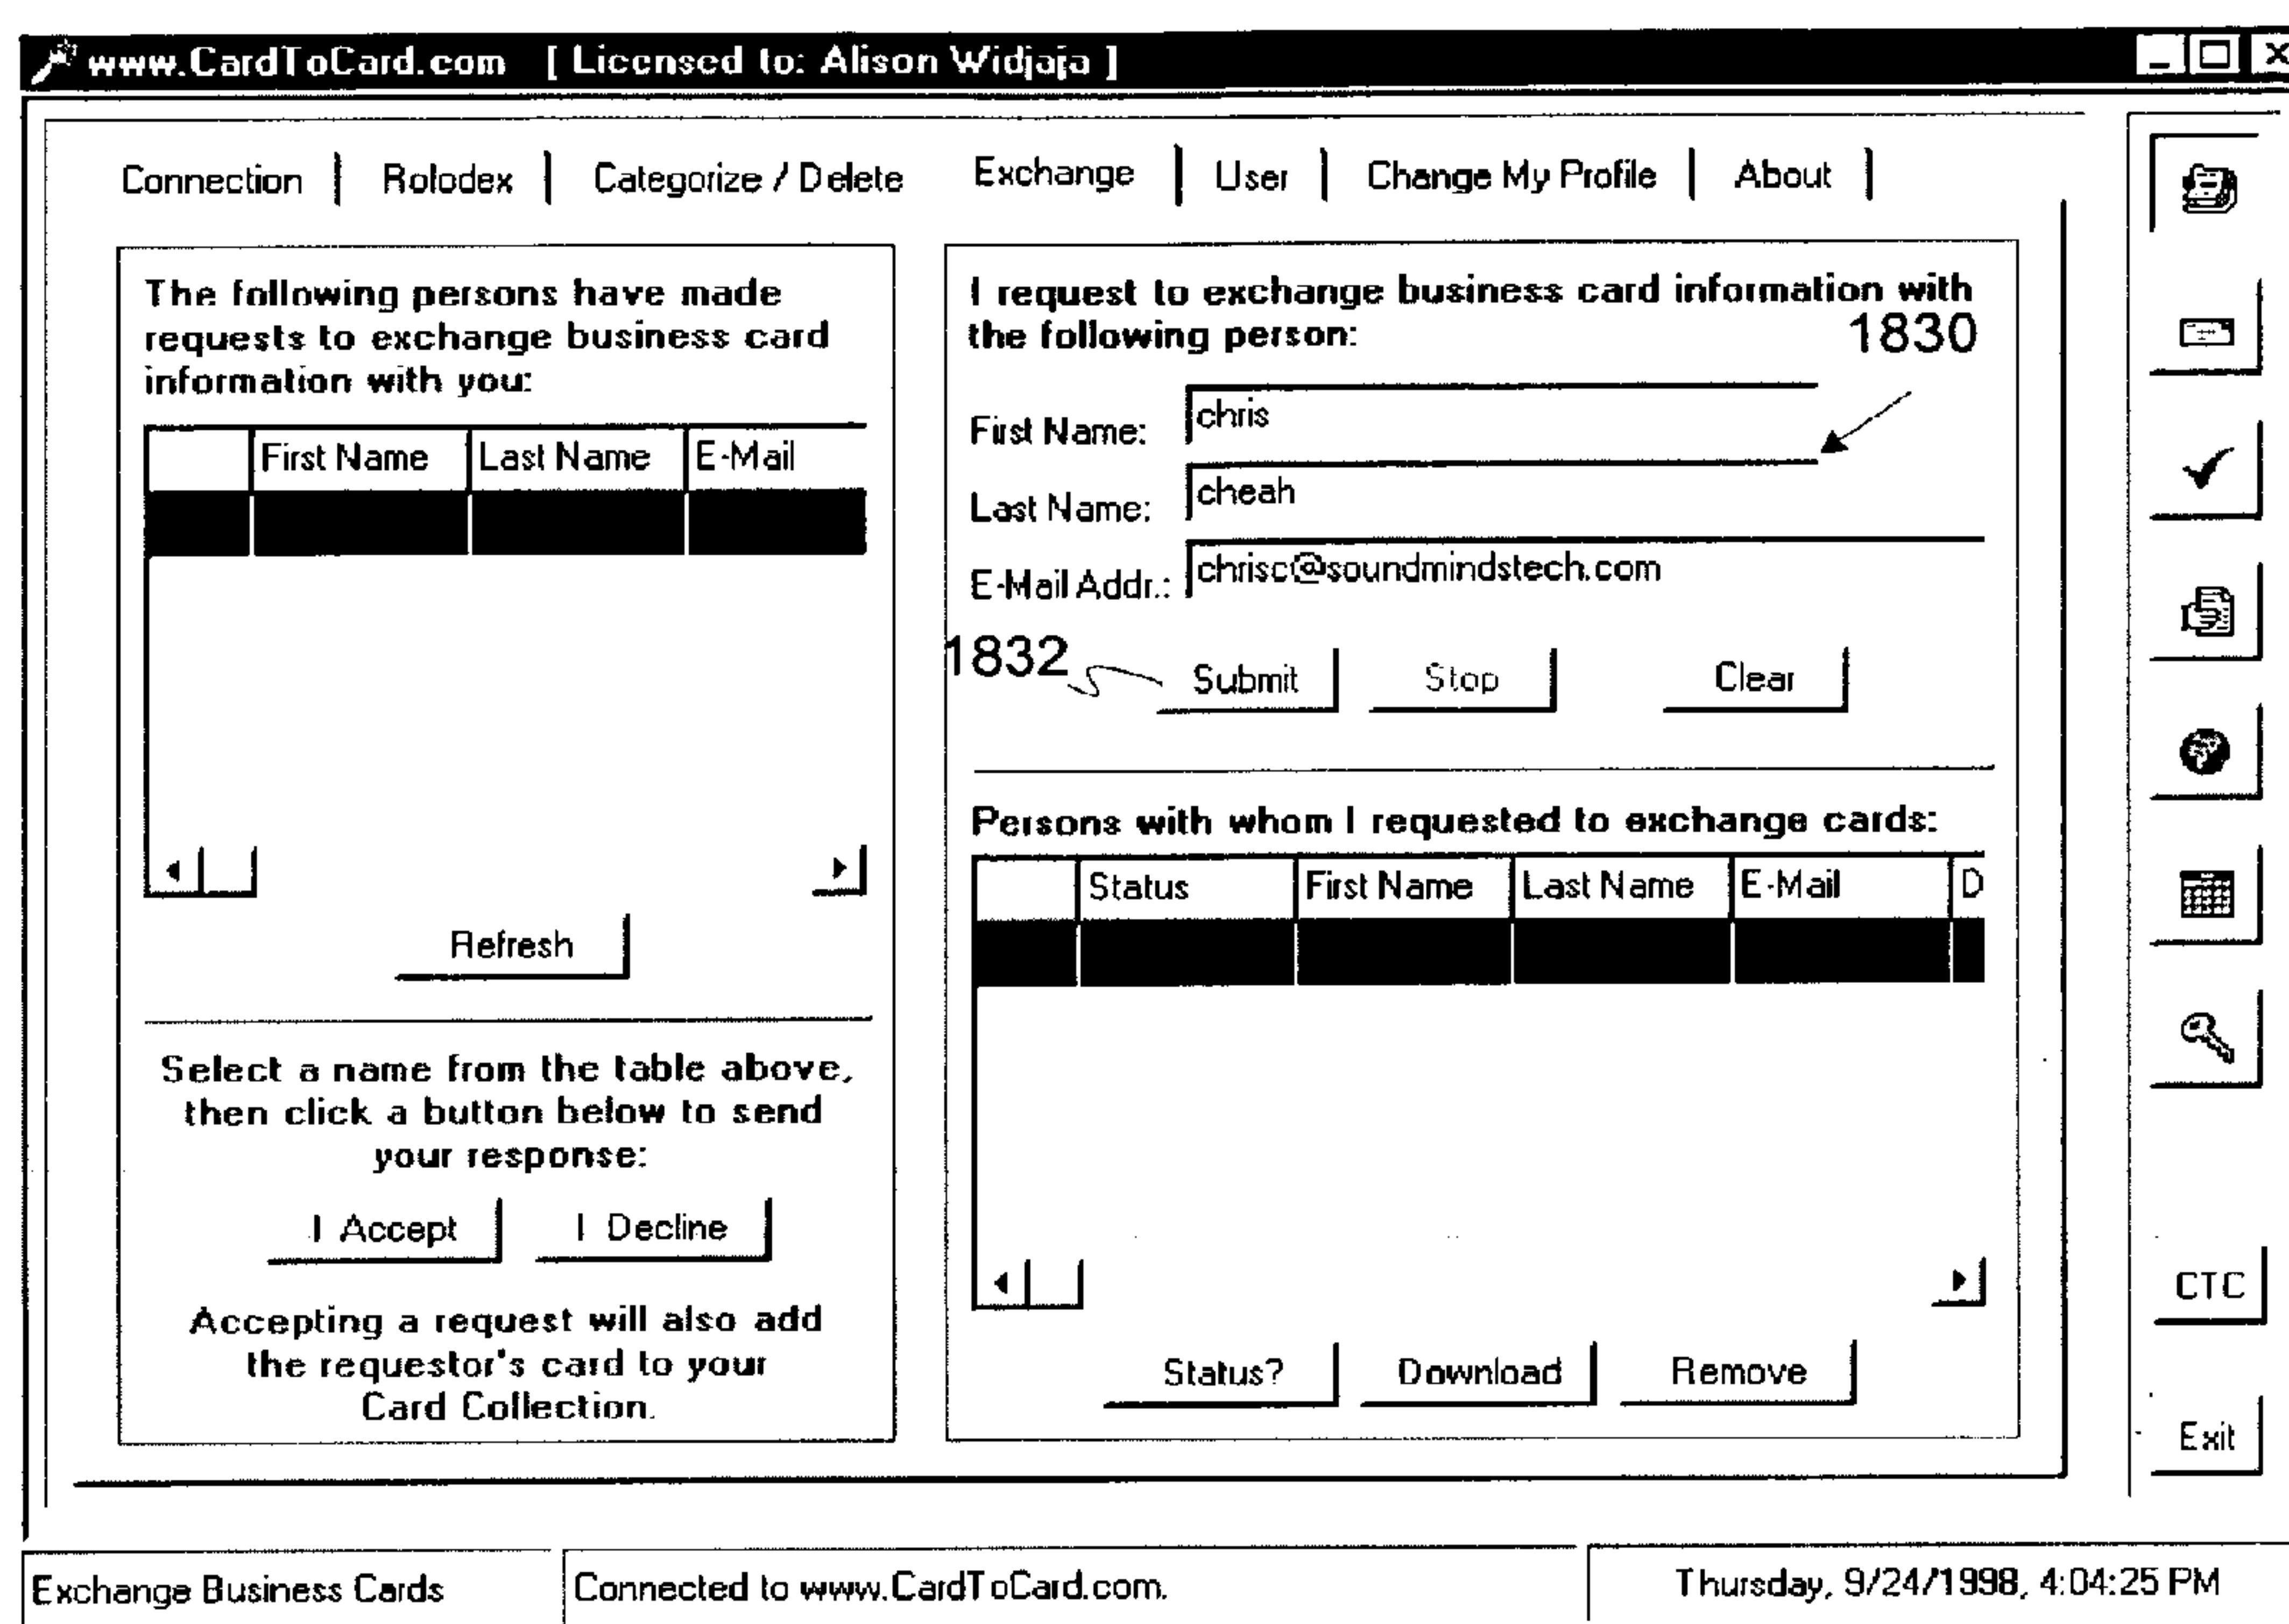 www.CardToCard.com [ Licensed to: Alison Widjaja ]
Connection | Rolodex | Categorize / Delete Exchange | User | Change My Profile | About |
The following persons have made
requests to exchange business card
information with you:
First Name Last Name E-Mail
Refresh
Select a name from the table above,
then click a button below to send
your response:
I Accept I Decline
Accepting a request will also add
the requestor's card to your
Card Collection.
I request to exchange business card information with
the following person:
1830
First Name: chris
Last Name: cheah
E-Mail Addr.: chrisc@soundmindstech.com
1832
Submit Stop Clear
Persons with whom I requested to exchange cards:
Status First Name Last Name E-Mail D
Status? Download Remove
CTC
Exit
Exchange Business Cards Connected to www.CardToCard.com. Thursday, 9/24/1998, 4:04:25 PM